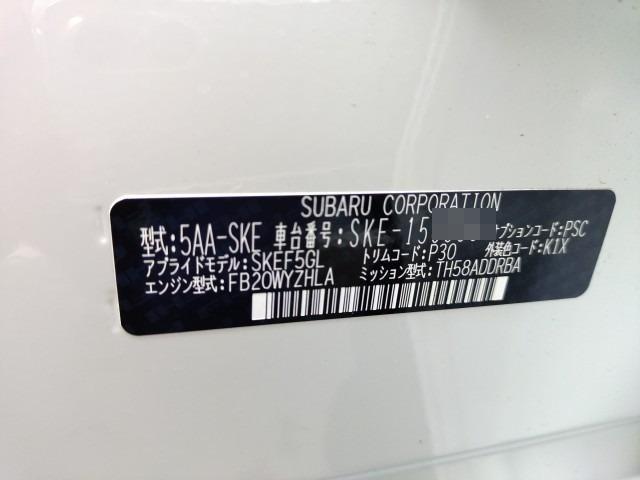 SUBARU CORPORATION
型式:5AA-SKE 車台番号:SKE-15 プションコード:PSC
アプライドモデル:SKEF5GL トリムコード:P30 外装色コード:K1X
エンジン型式:FB20WYZHLA ミッション型式:TH58ADDRBA